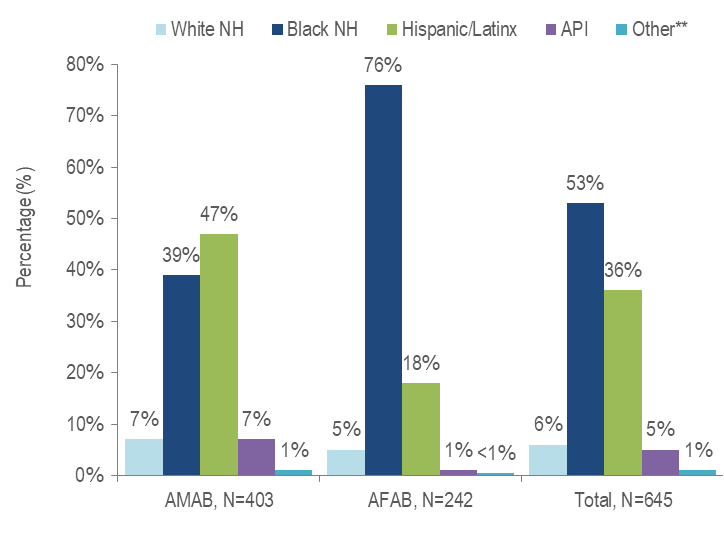 White NH Black NH Hispanic/Latinx API Other**
Percentage (%)
80%
70%
60%
50%
40%
30%
20%
10%
0%
7% 39% 47% 7% 1%
5% 76% 18% 1% <1%
6% 53% 36% 5% 1%
AMAB, N=403 AFAB, N=242 Total, N=645